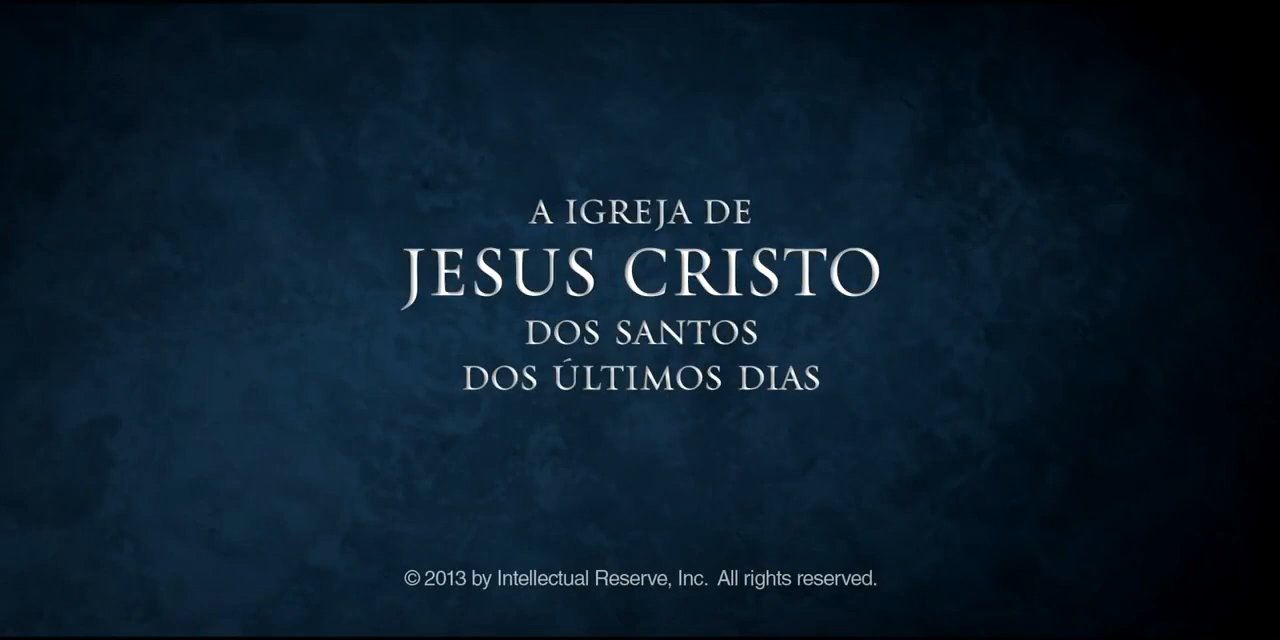 A IGREJA DE
JESUS CRISTO
DOS SANTOS
DOS ÚLTIMOS DIAS
© 2013 by Intellectual Reserve, Inc. All rights reserved.